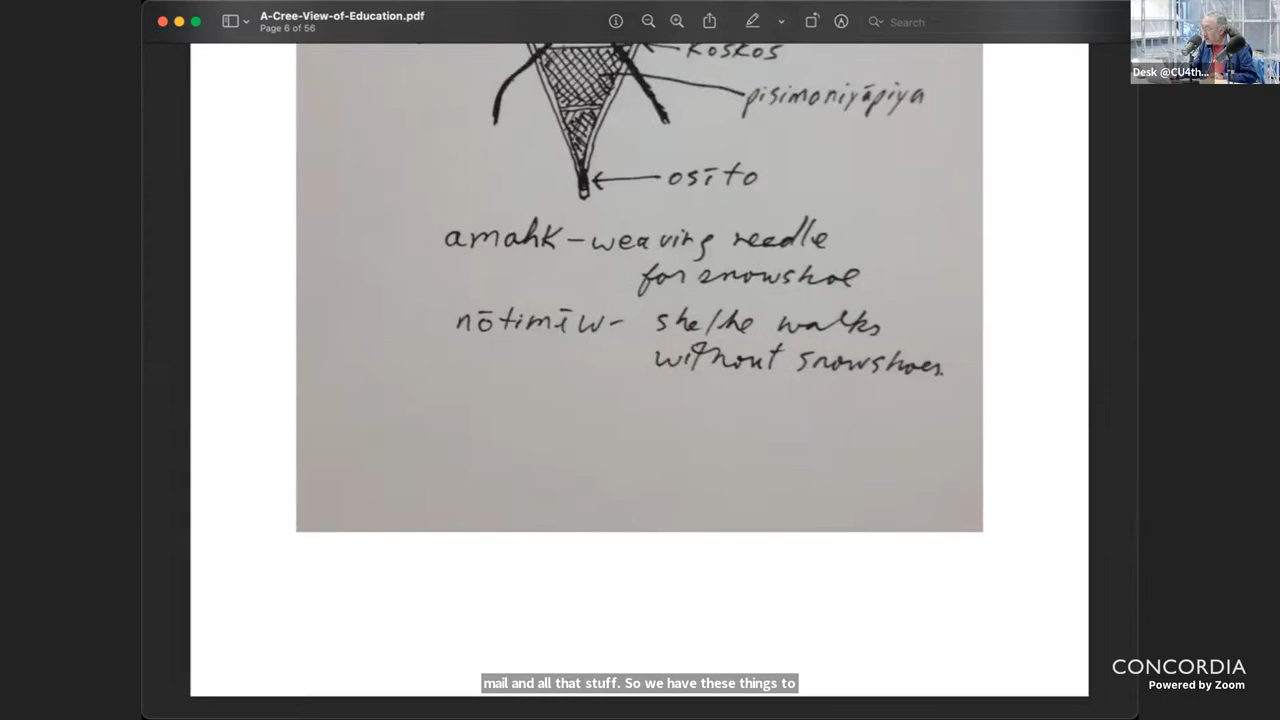 A-Cree-View-of-Education.pdf
Page 6 of 56
Search
Desk @CU4th...
koskos
pisimoniyāpiya
osīto
amahk - weaving needle
for snowshoe
nōtimēw - she/he walks
without snowshoes.
mail and all that stuff. So we have these things to
CONCORDIA
Powered by Zoom